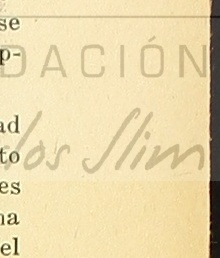 se
p-
DACIÓN
ad
los Slim
to
es
na
el